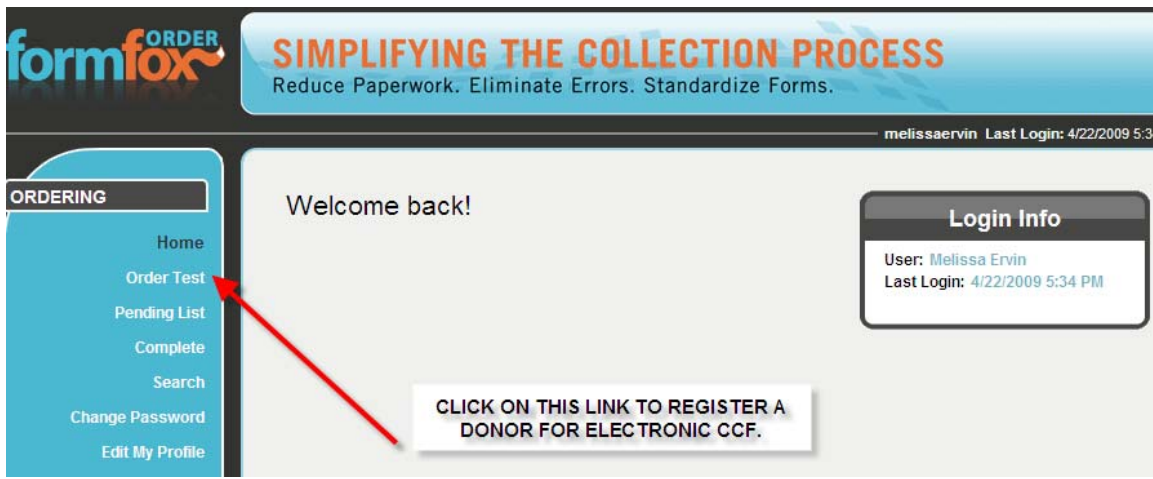 formfox ORDER
SIMPLIFYING THE COLLECTION PROCESS
Reduce Paperwork. Eliminate Errors. Standardize Forms.
melissaervin Last Login: 4/22/2009 5:3
ORDERING
Home
Order Test
Pending List
Complete
Search
Change Password
Edit My Profile
Welcome back!
Login Info
User: Melissa Ervin
Last Login: 4/22/2009 5:34 PM
CLICK ON THIS LINK TO REGISTER A
DONOR FOR ELECTRONIC CCF.